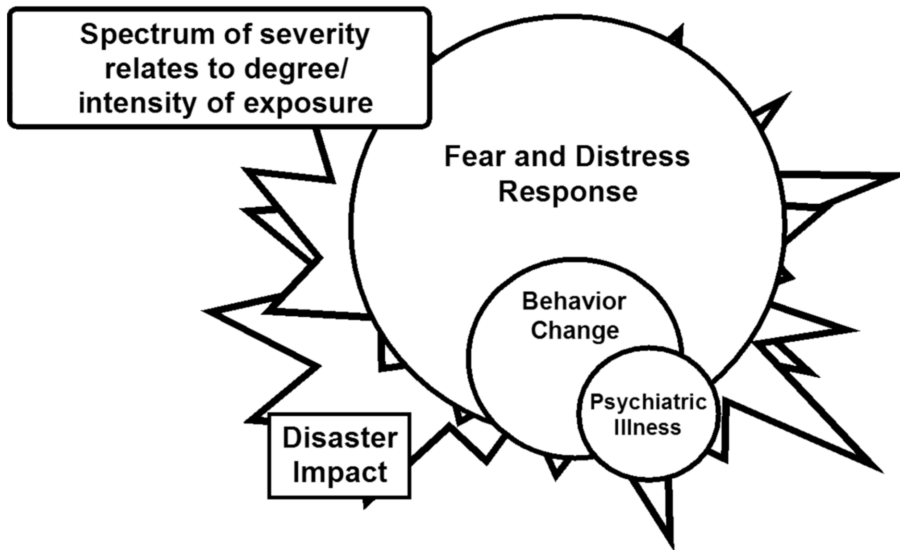 Spectrum of severity
relates to degree/
intensity of exposure
Fear and Distress
Response
Behavior
Change
Psychiatric
Illness
Disaster
Impact